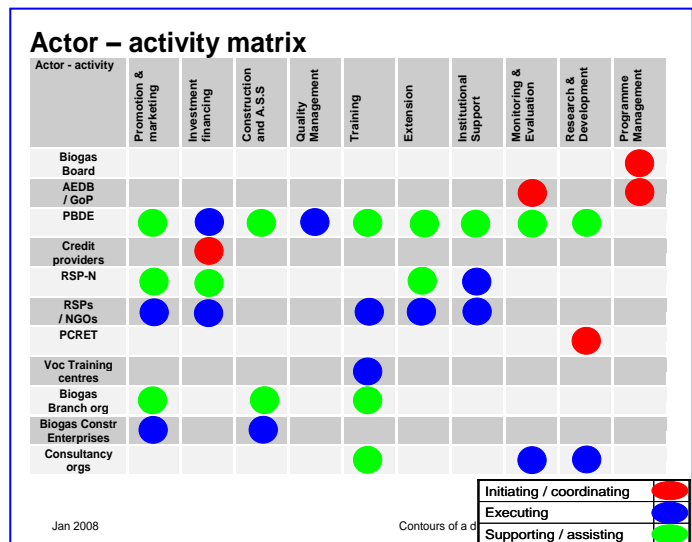 Actor – activity matrix
Actor - activity
Promotion &
marketing
Investment
financing
Construction
and A.S.S
Quality
Management
Training
Extension
Institutional
Support
Monitoring &
Evaluation
Research &
Development
Programme
Management
Biogas
Board
AEDB
/ GoP
PBDE
Credit
providers
RSP-N
RSPs
/ NGOs
PCRET
Voc Training
centres
Biogas
Branch org
Biogas Constr
Enterprises
Consultancy
orgs
Initiating / coordinating
Executing
Supporting / assisting
Jan 2008
Contours of a d